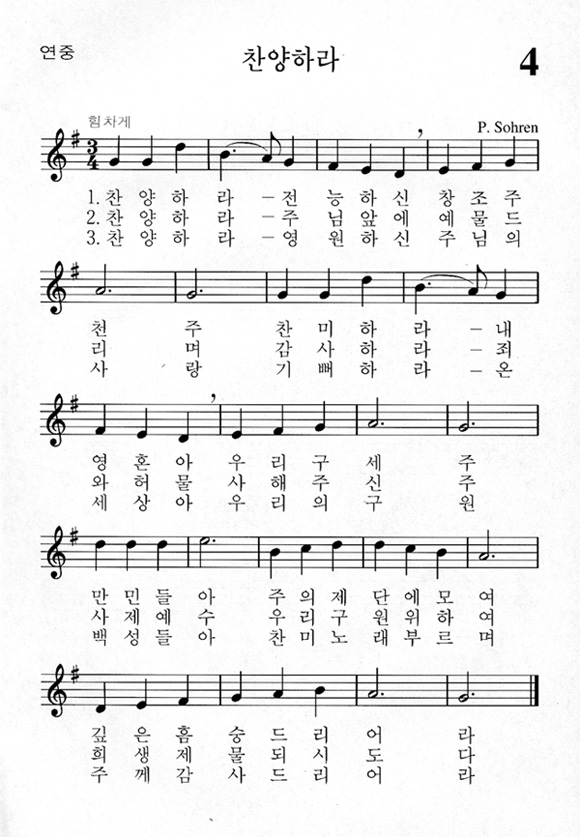 연중
찬양하라
4
힘차게
P. Sohren
3
4
1. 찬 양 하 라 – 전 능 하 신 창 조 주
2. 찬 양 하 라 – 주 님 앞 에 예 물 드
3. 찬 양 하 라 – 영 원 하 신 주 님 의
천 주 찬 미 하 라 – 내
리 며 감 사 하 라 – 죄
사 랑 기 뻐 하 라 – 온
영 혼 아 우 리 구 세 주
와 허 물 사 해 주 신 주
세 상 아 우 리 의 구 원
만 민 들 아 주 의 제 단 에 모 여
사 제 예 수 우 리 구 원 위 하 여
백 성 들 아 찬 미 노 래 부 르 며
깊 은 흠 숭 드 리 어 라
희 생 제 물 되 시 도 다
주 께 감 사 드 리 어 라